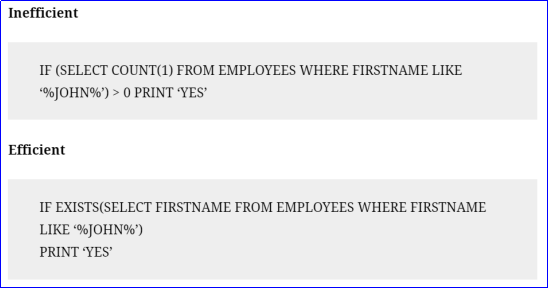 Inefficient
IF (SELECT COUNT(1) FROM EMPLOYEES WHERE FIRSTNAME LIKE
‘%JOHN%’) > 0 PRINT ‘YES’
Efficient
IF EXISTS(SELECT FIRSTNAME FROM EMPLOYEES WHERE FIRSTNAME
LIKE ‘%JOHN%’)
PRINT ‘YES’